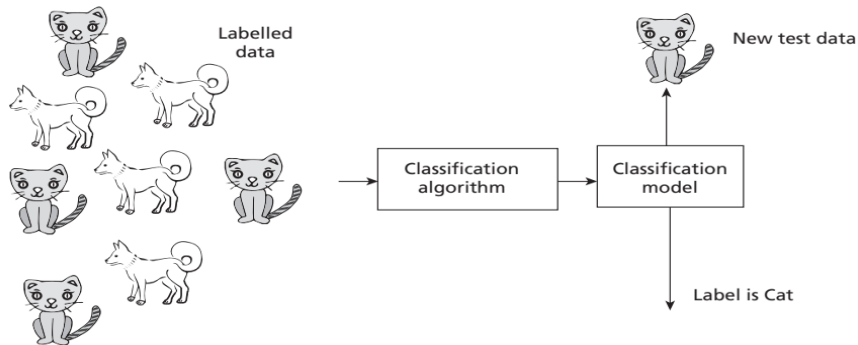 Labelled
data
New test data
Classification
algorithm
Classification
model
Label is Cat